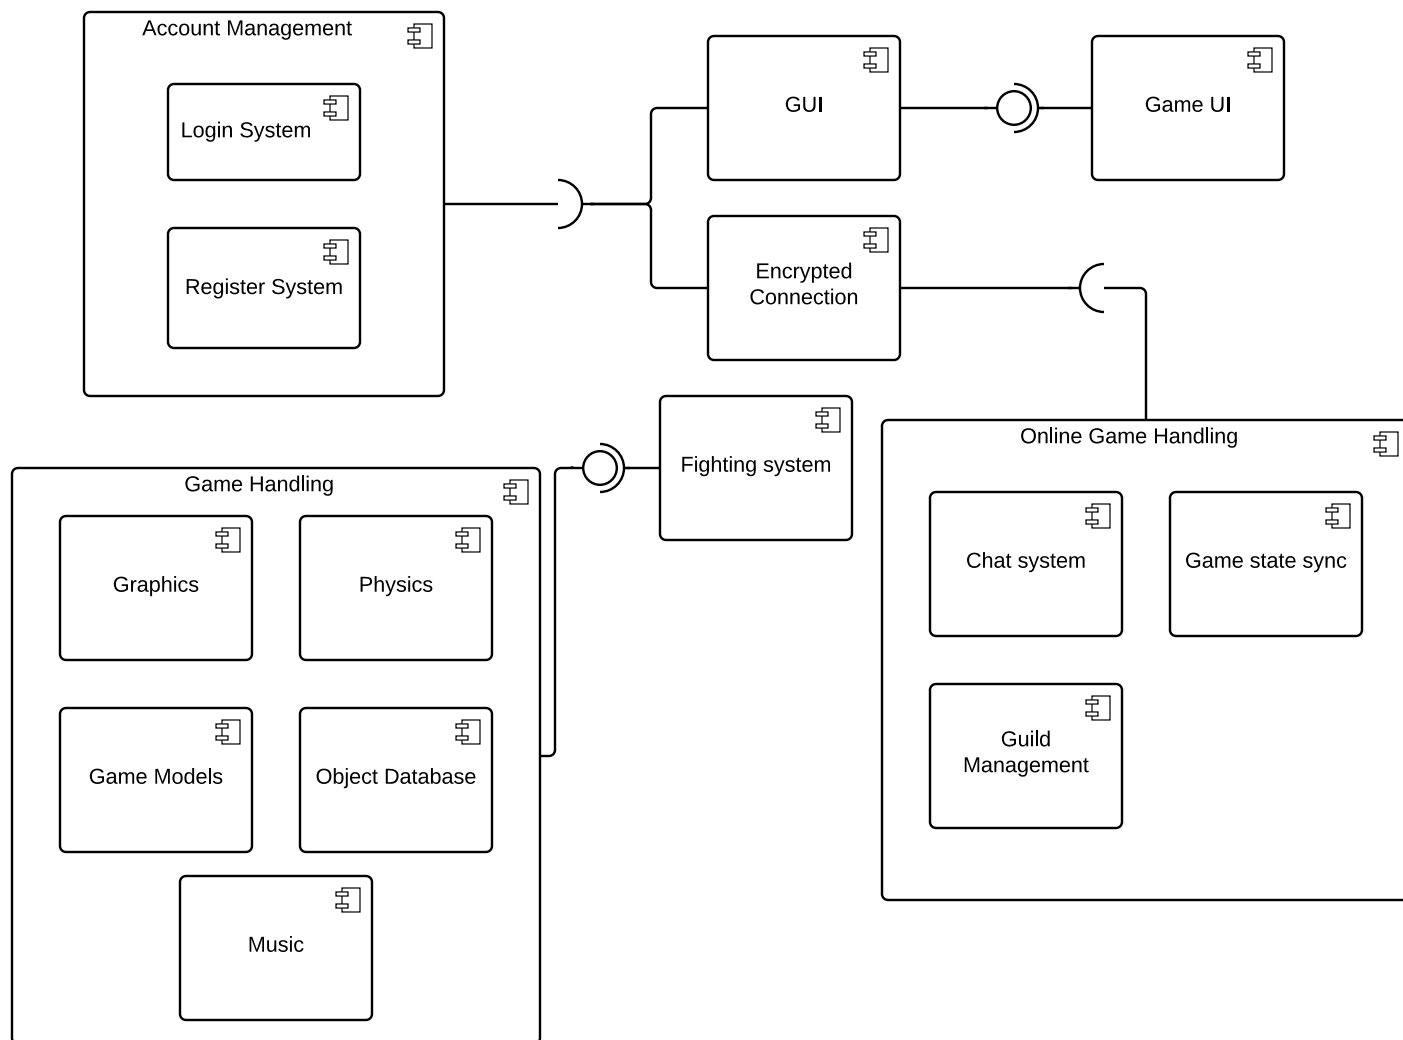 Account Management
Login System
Register System
GUI
Game UI
Encrypted
Connection
Fighting system
Game Handling
Graphics
Physics
Game Models
Object Database
Music
Online Game Handling
Chat system
Game state sync
Guild
Management